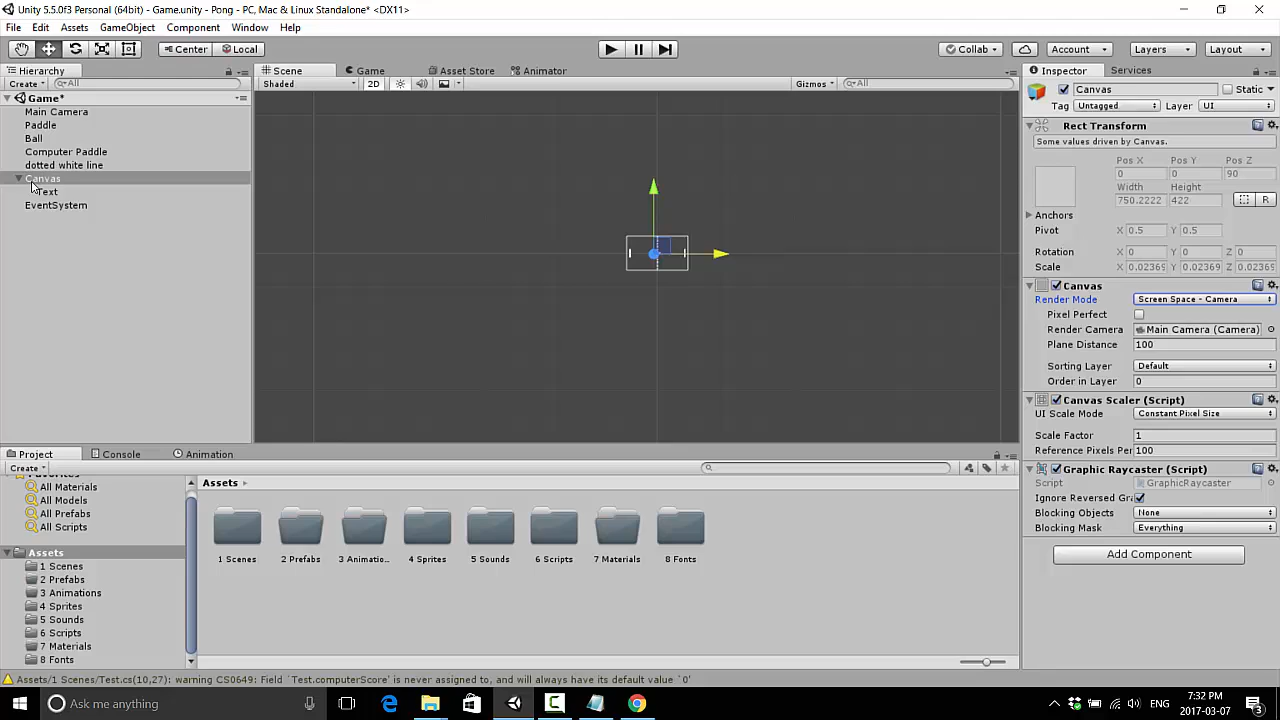 Unity 5.5.0f3 Personal (64bit) - Game.unity - Pong - PC, Mac & Linux Standalone* <DX11>
File Edit Assets GameObject Component Window Help
Center Local Collab Account Layers Layout
Hierarchy
Create All
Game*
Main Camera
Paddle
Ball
Computer Paddle
dotted white line
Canvas
Text
EventSystem
Scene Game Asset Store Animator
Shaded 2D Gizmos All
Inspector Services
Canvas Static
Tag Untagged Layer UI
Rect Transform
Some values driven by Canvas.
Pos X Pos Y Pos Z
0 0 90
Width Height
750.2222 422
R
Anchors
Pivot X 0.5 Y 0.5
Rotation X 0 Y 0 Z 0
Scale X 0.02369 Y 0.02369 Z 0.02369
Canvas
Render Mode Screen Space - Camera
Pixel Perfect
Render Camera Main Camera (Camera)
Plane Distance 100
Sorting Layer Default
Order in Layer 0
Canvas Scaler (Script)
UI Scale Mode Constant Pixel Size
Scale Factor 1
Reference Pixels Per 100
Graphic Raycaster (Script)
Script GraphicRaycaster
Ignore Reversed Gra
Blocking Objects None
Blocking Mask Everything
Add Component
Project Console Animation
Create
Favorites
All Materials
All Models
All Prefabs
All Scripts
Assets
1 Scenes
2 Prefabs
3 Animations
4 Sprites
5 Sounds
6 Scripts
7 Materials
8 Fonts
Assets
1 Scenes 2 Prefabs 3 Animatio... 4 Sprites 5 Sounds 6 Scripts 7 Materials 8 Fonts
Assets/1 Scenes/Test.cs(10,27): warning CS0649: Field `Test.computerScore' is never assigned to, and will always have its default value `0'
Ask me anything
ENG
7:32 PM
2017-03-07